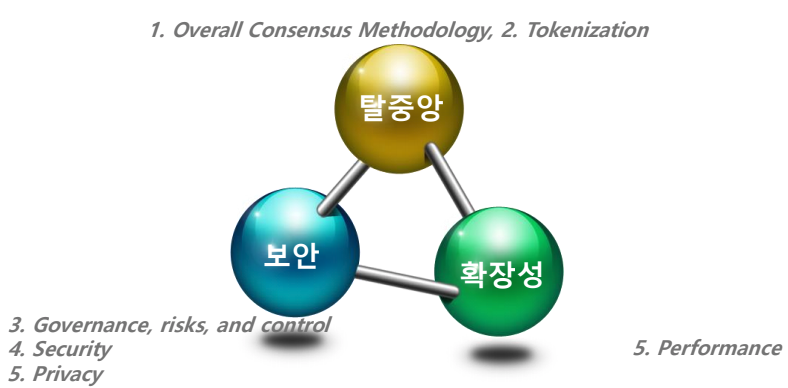 1. Overall Consensus Methodology, 2. Tokenization
탈중앙
보안
확장성
3. Governance, risks, and control
4. Security
5. Privacy
5. Performance